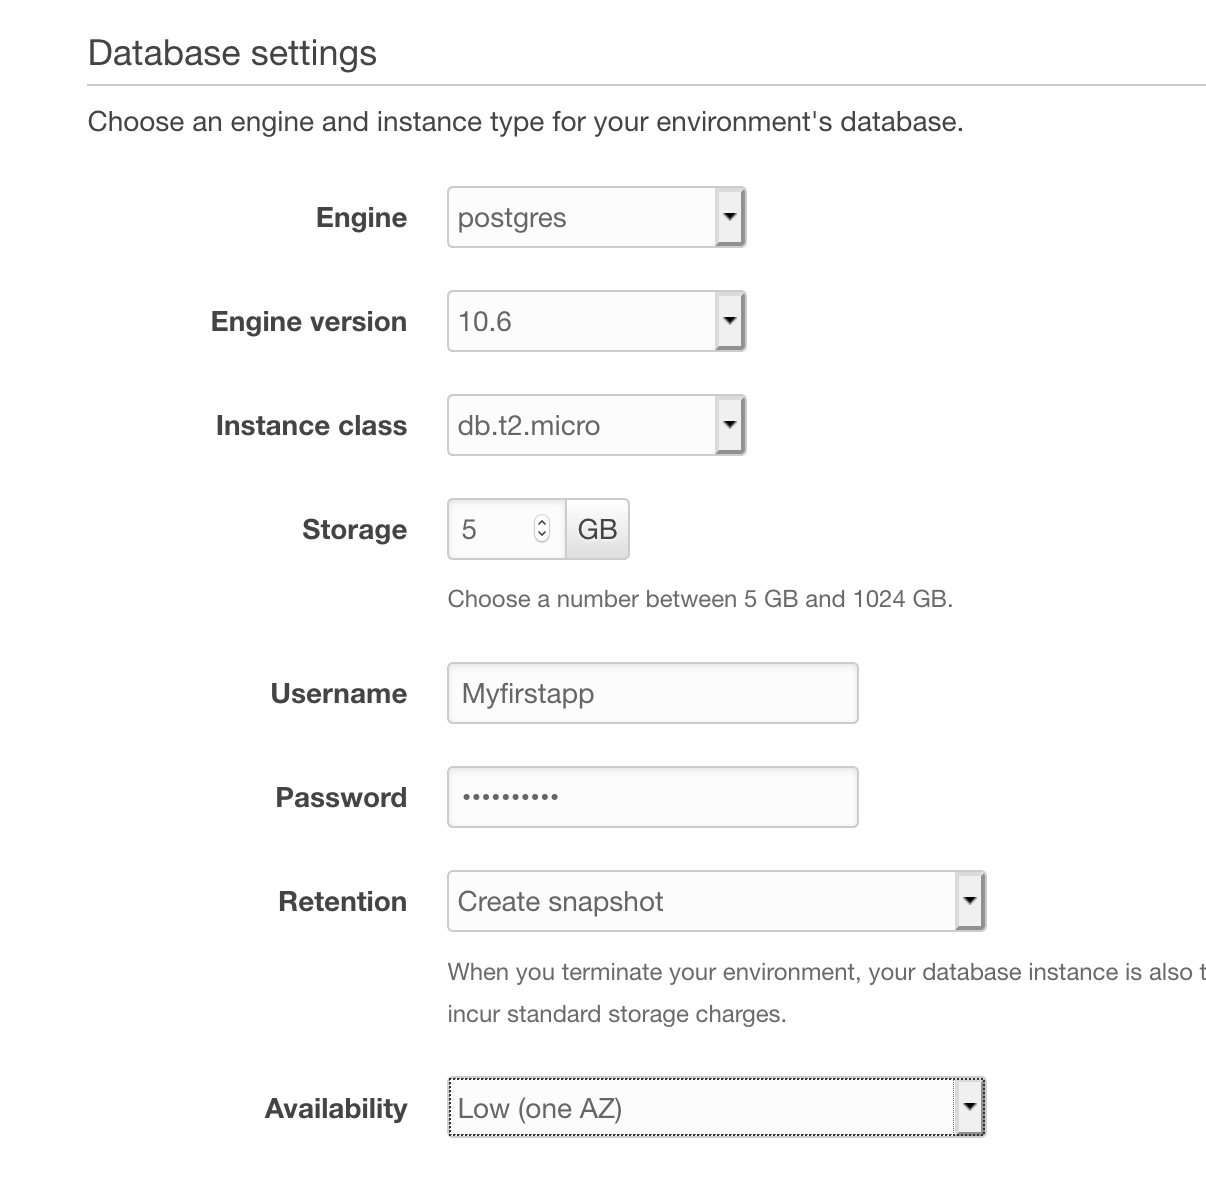 Database settings
Choose an engine and instance type for your environment's database.
Engine postgres
Engine version 10.6
Instance class db.t2.micro
Storage 5 GB
Choose a number between 5 GB and 1024 GB.
Username Myfirstapp
Password ••••••••••
Retention Create snapshot
When you terminate your environment, your database instance is also t
incur standard storage charges.
Availability Low (one AZ)